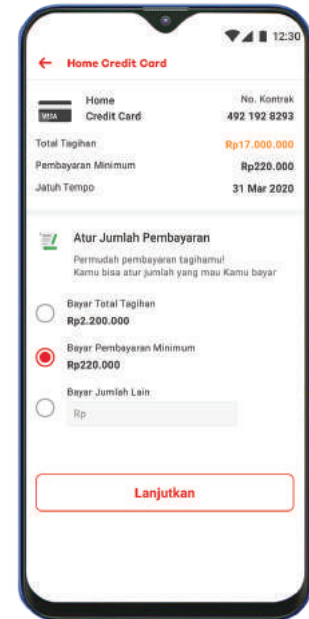 12:30
Home Credit Card
Home No. Kontrak
VISA Credit Card 492 192 8293
Total Tagihan Rp17.000.000
Pembayaran Minimum Rp220.000
Jatuh Tempo 31 Mar 2020
Atur Jumlah Pembayaran
Permudah pembayaran tagihamu!
Kamu bisa atur jumlah yang mau Kamu bayar
Bayar Total Tagihan
Rp2.200.000
Bayar Pembayaran Minimum
Rp220.000
Bayar Jumlah Lain
Rp
Lanjutkan